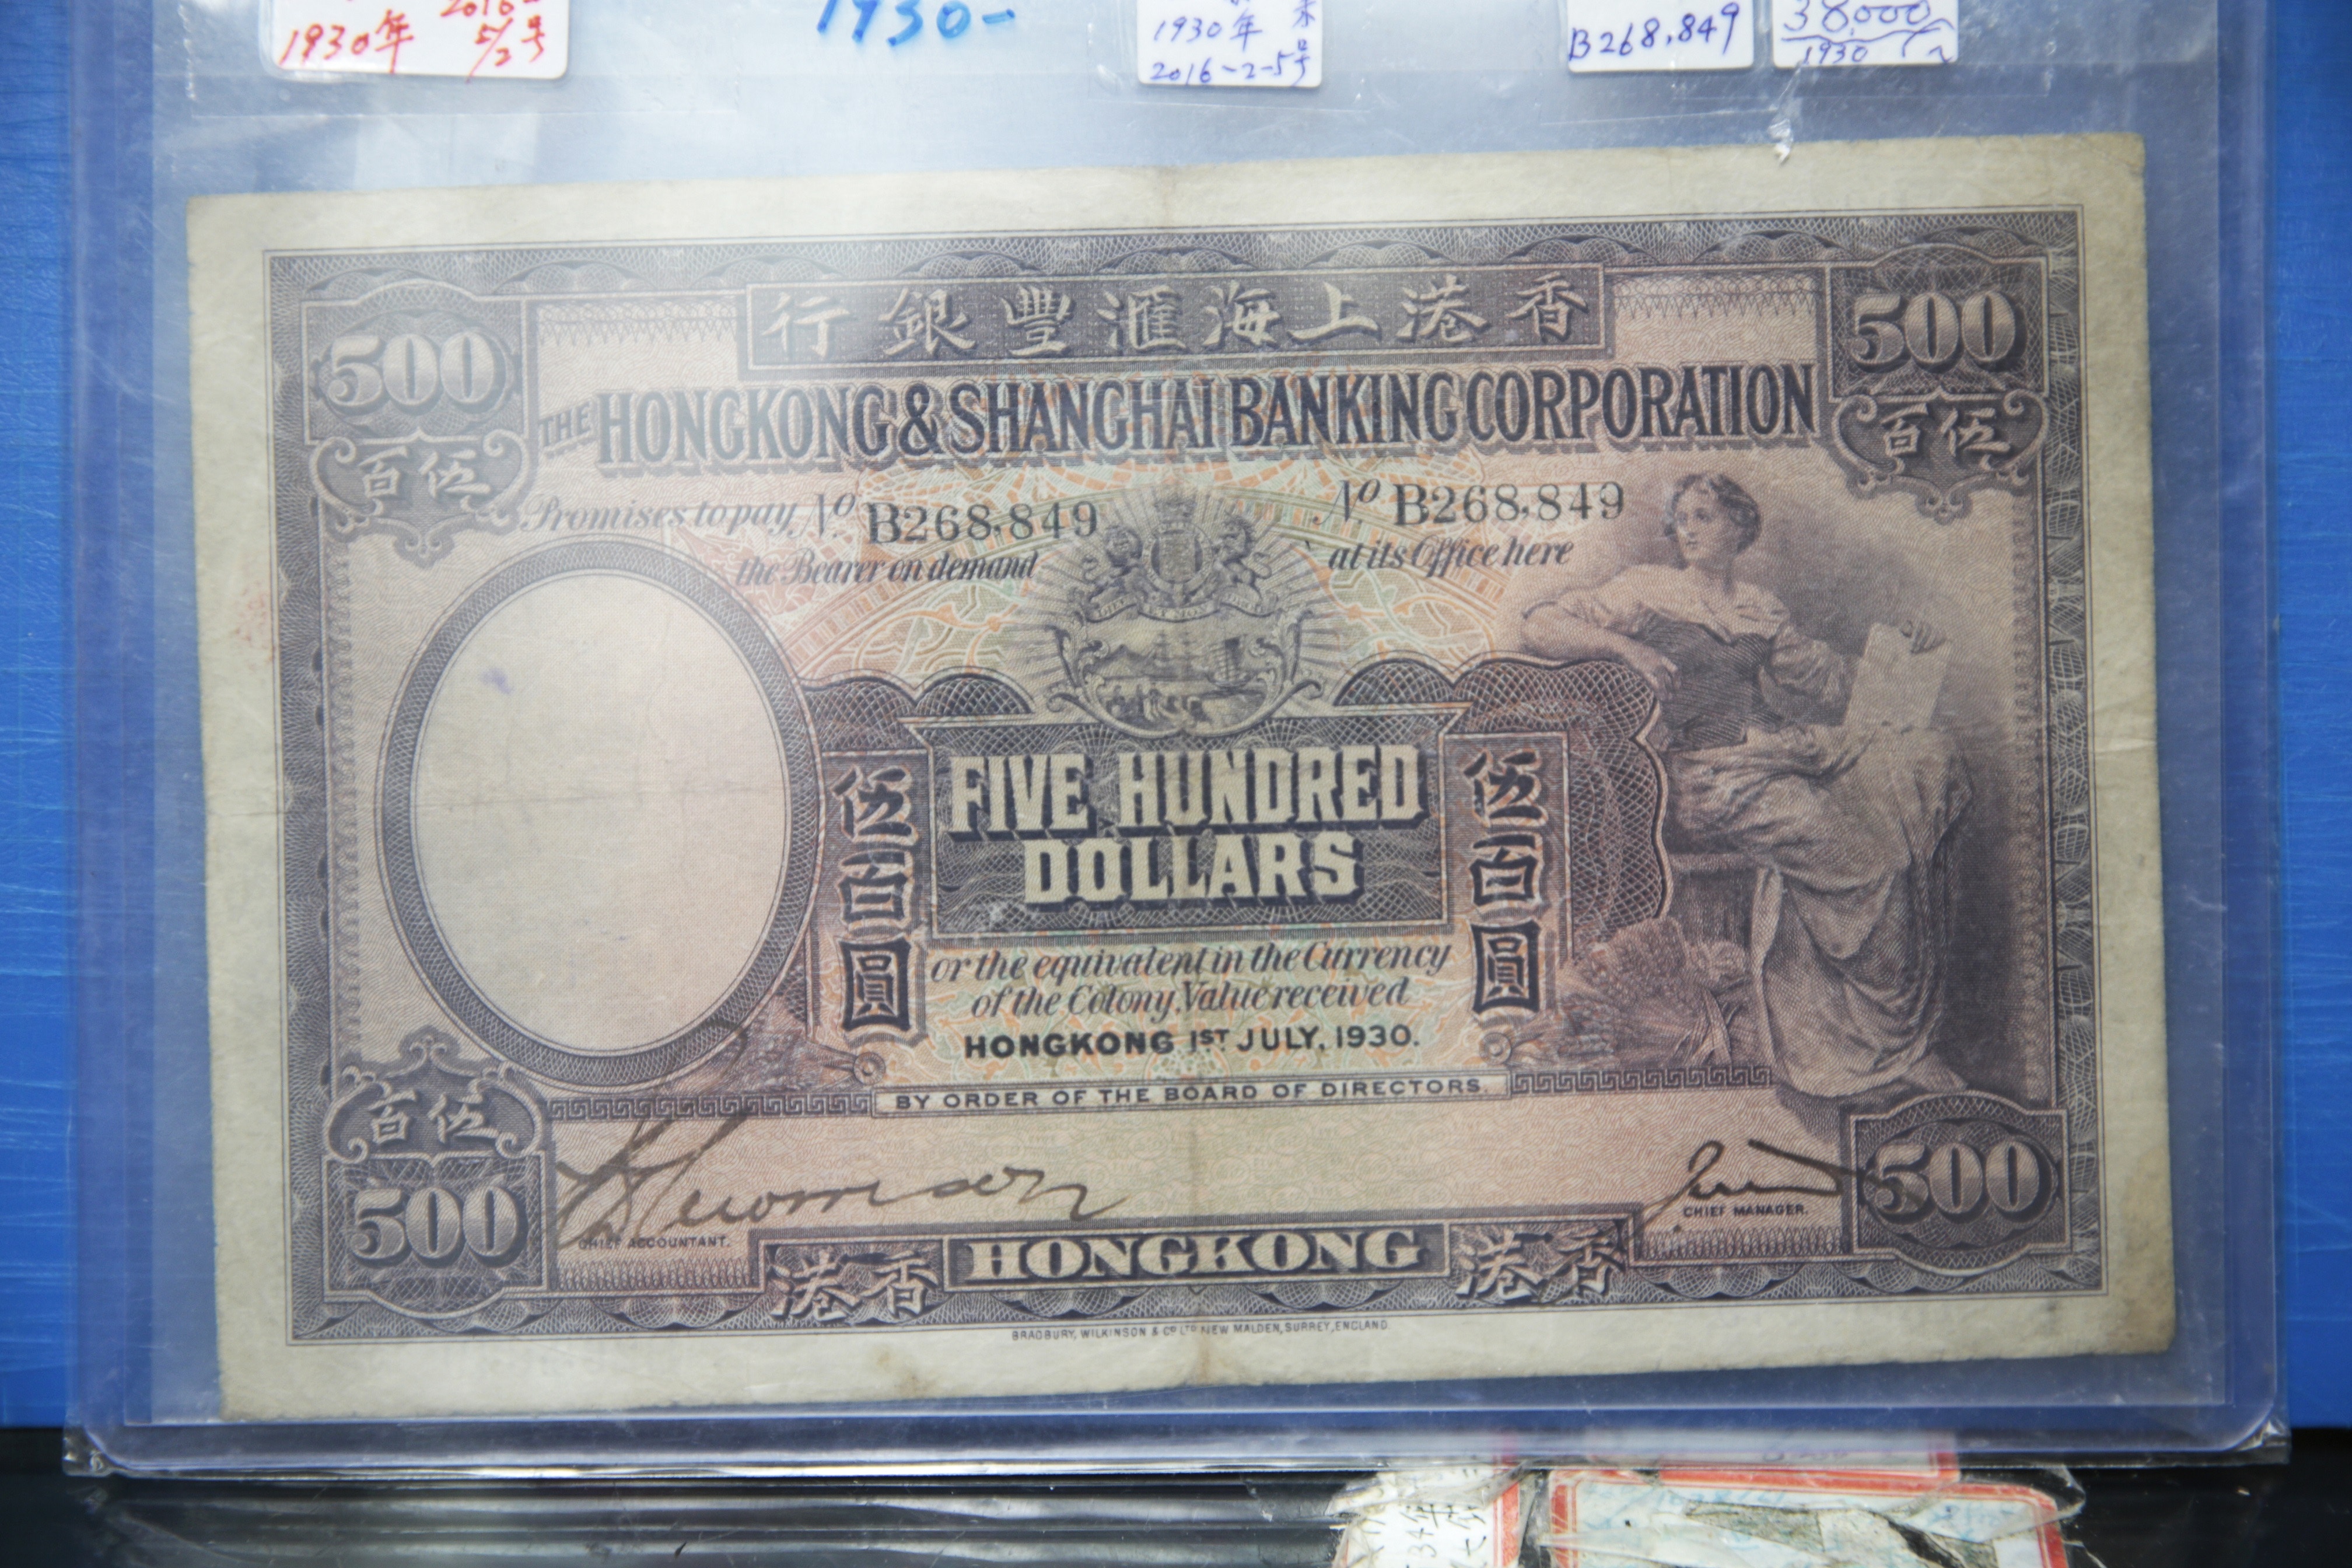 1930年 2016- 5/2号
1930-
1930年
2016-2-5号
B268,849
38,000
1930
500 行銀豐滙海上港香 500
百伍 THE HONGKONG & SHANGHAI BANKING CORPORATION 百伍
Promises to pay No. B268,849 No B268,849
the Bearer on demand at its Office here
伍百圓 FIVE HUNDRED 伍百圓
DOLLARS
or the equivalent in the Currency
of the Colony. Value received
HONGKONG 1ST JULY, 1930.
BY ORDER OF THE BOARD OF DIRECTORS.
百伍
500 CHIEF ACCOUNTANT. CHIEF MANAGER. 500
港香 HONGKONG 港香
BRADBURY, WILKINSON & Co LTD NEW MALDEN, SURREY, ENGLAND.